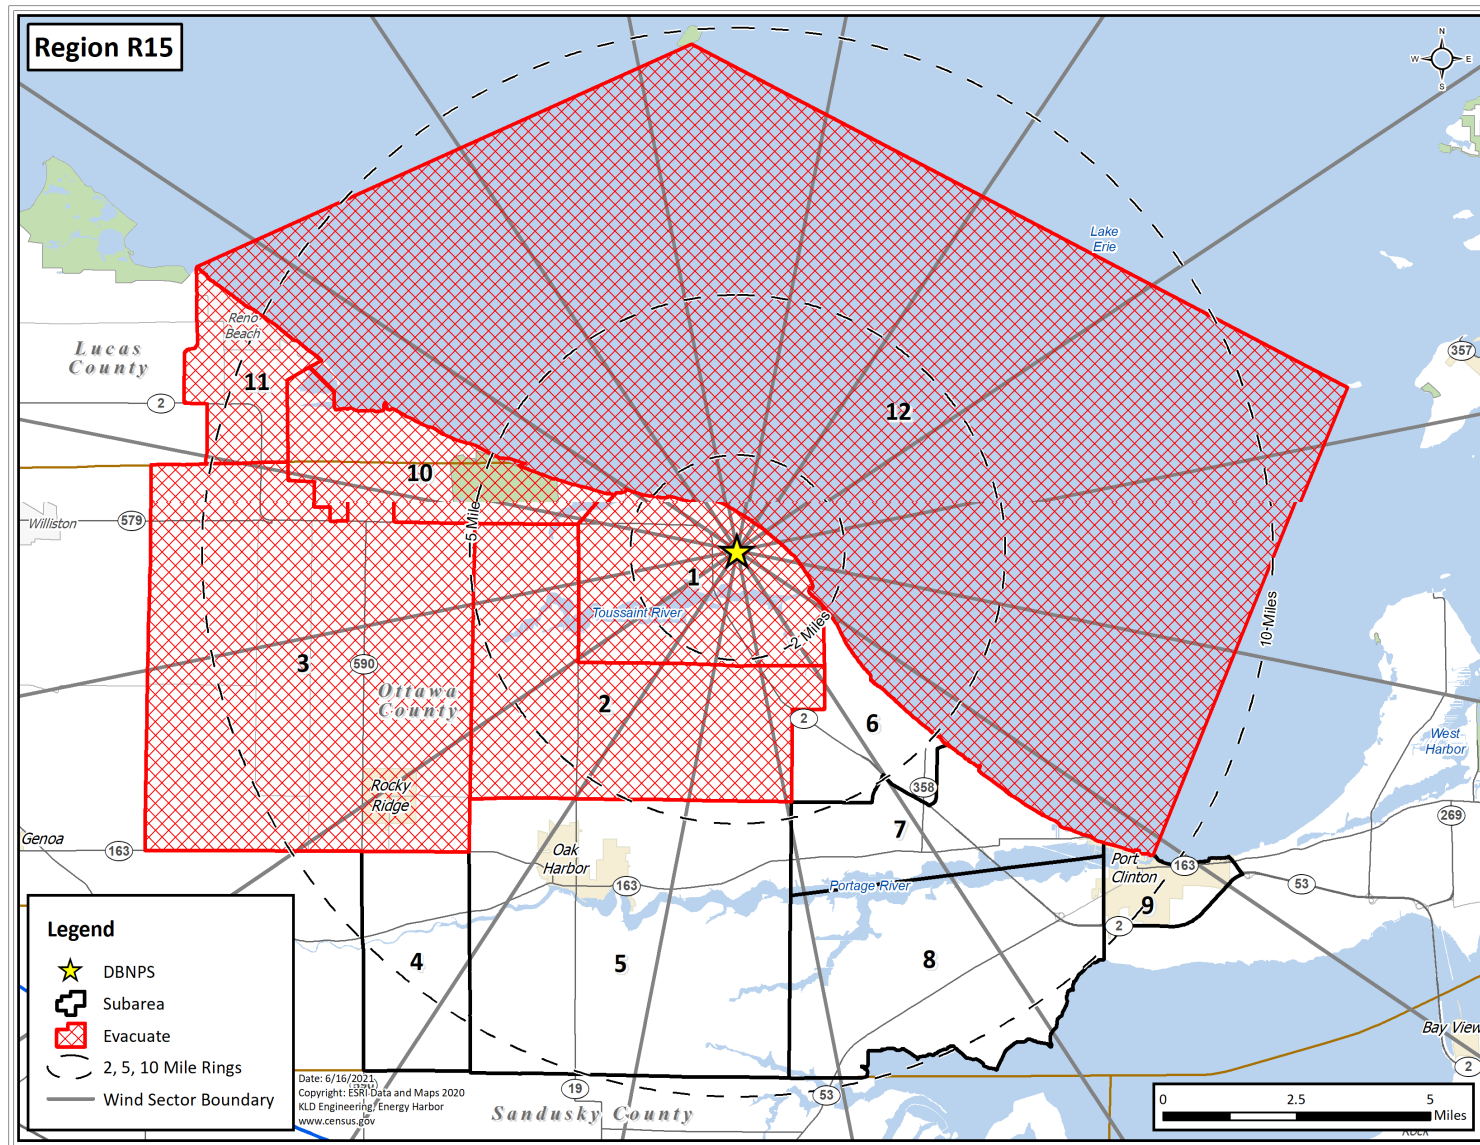 Region R15
N
W E
S
Lake
Erie
Reno
Beach
Lucas
County
357
11
12
2
10
Williston
579
5 Mile
1
Toussaint River
2 Miles
10 Miles
3
590
Ottawa
County
2
2
6
West
Harbor
Rocky
Ridge
358
269
Genoa
163
7
Oak
Harbor
Port
Clinton
163
163
53
Portage River
9
2
4
5
8
Legend
DBNPS
Subarea
Evacuate
2, 5, 10 Mile Rings
Wind Sector Boundary
Bay View
2
Date: 6/16/2021
Copyright: ESRI Data and Maps 2020
KLD Engineering, Energy Harbor
www.census.gov
19
53
Sandusky County
0 2.5 5
Miles